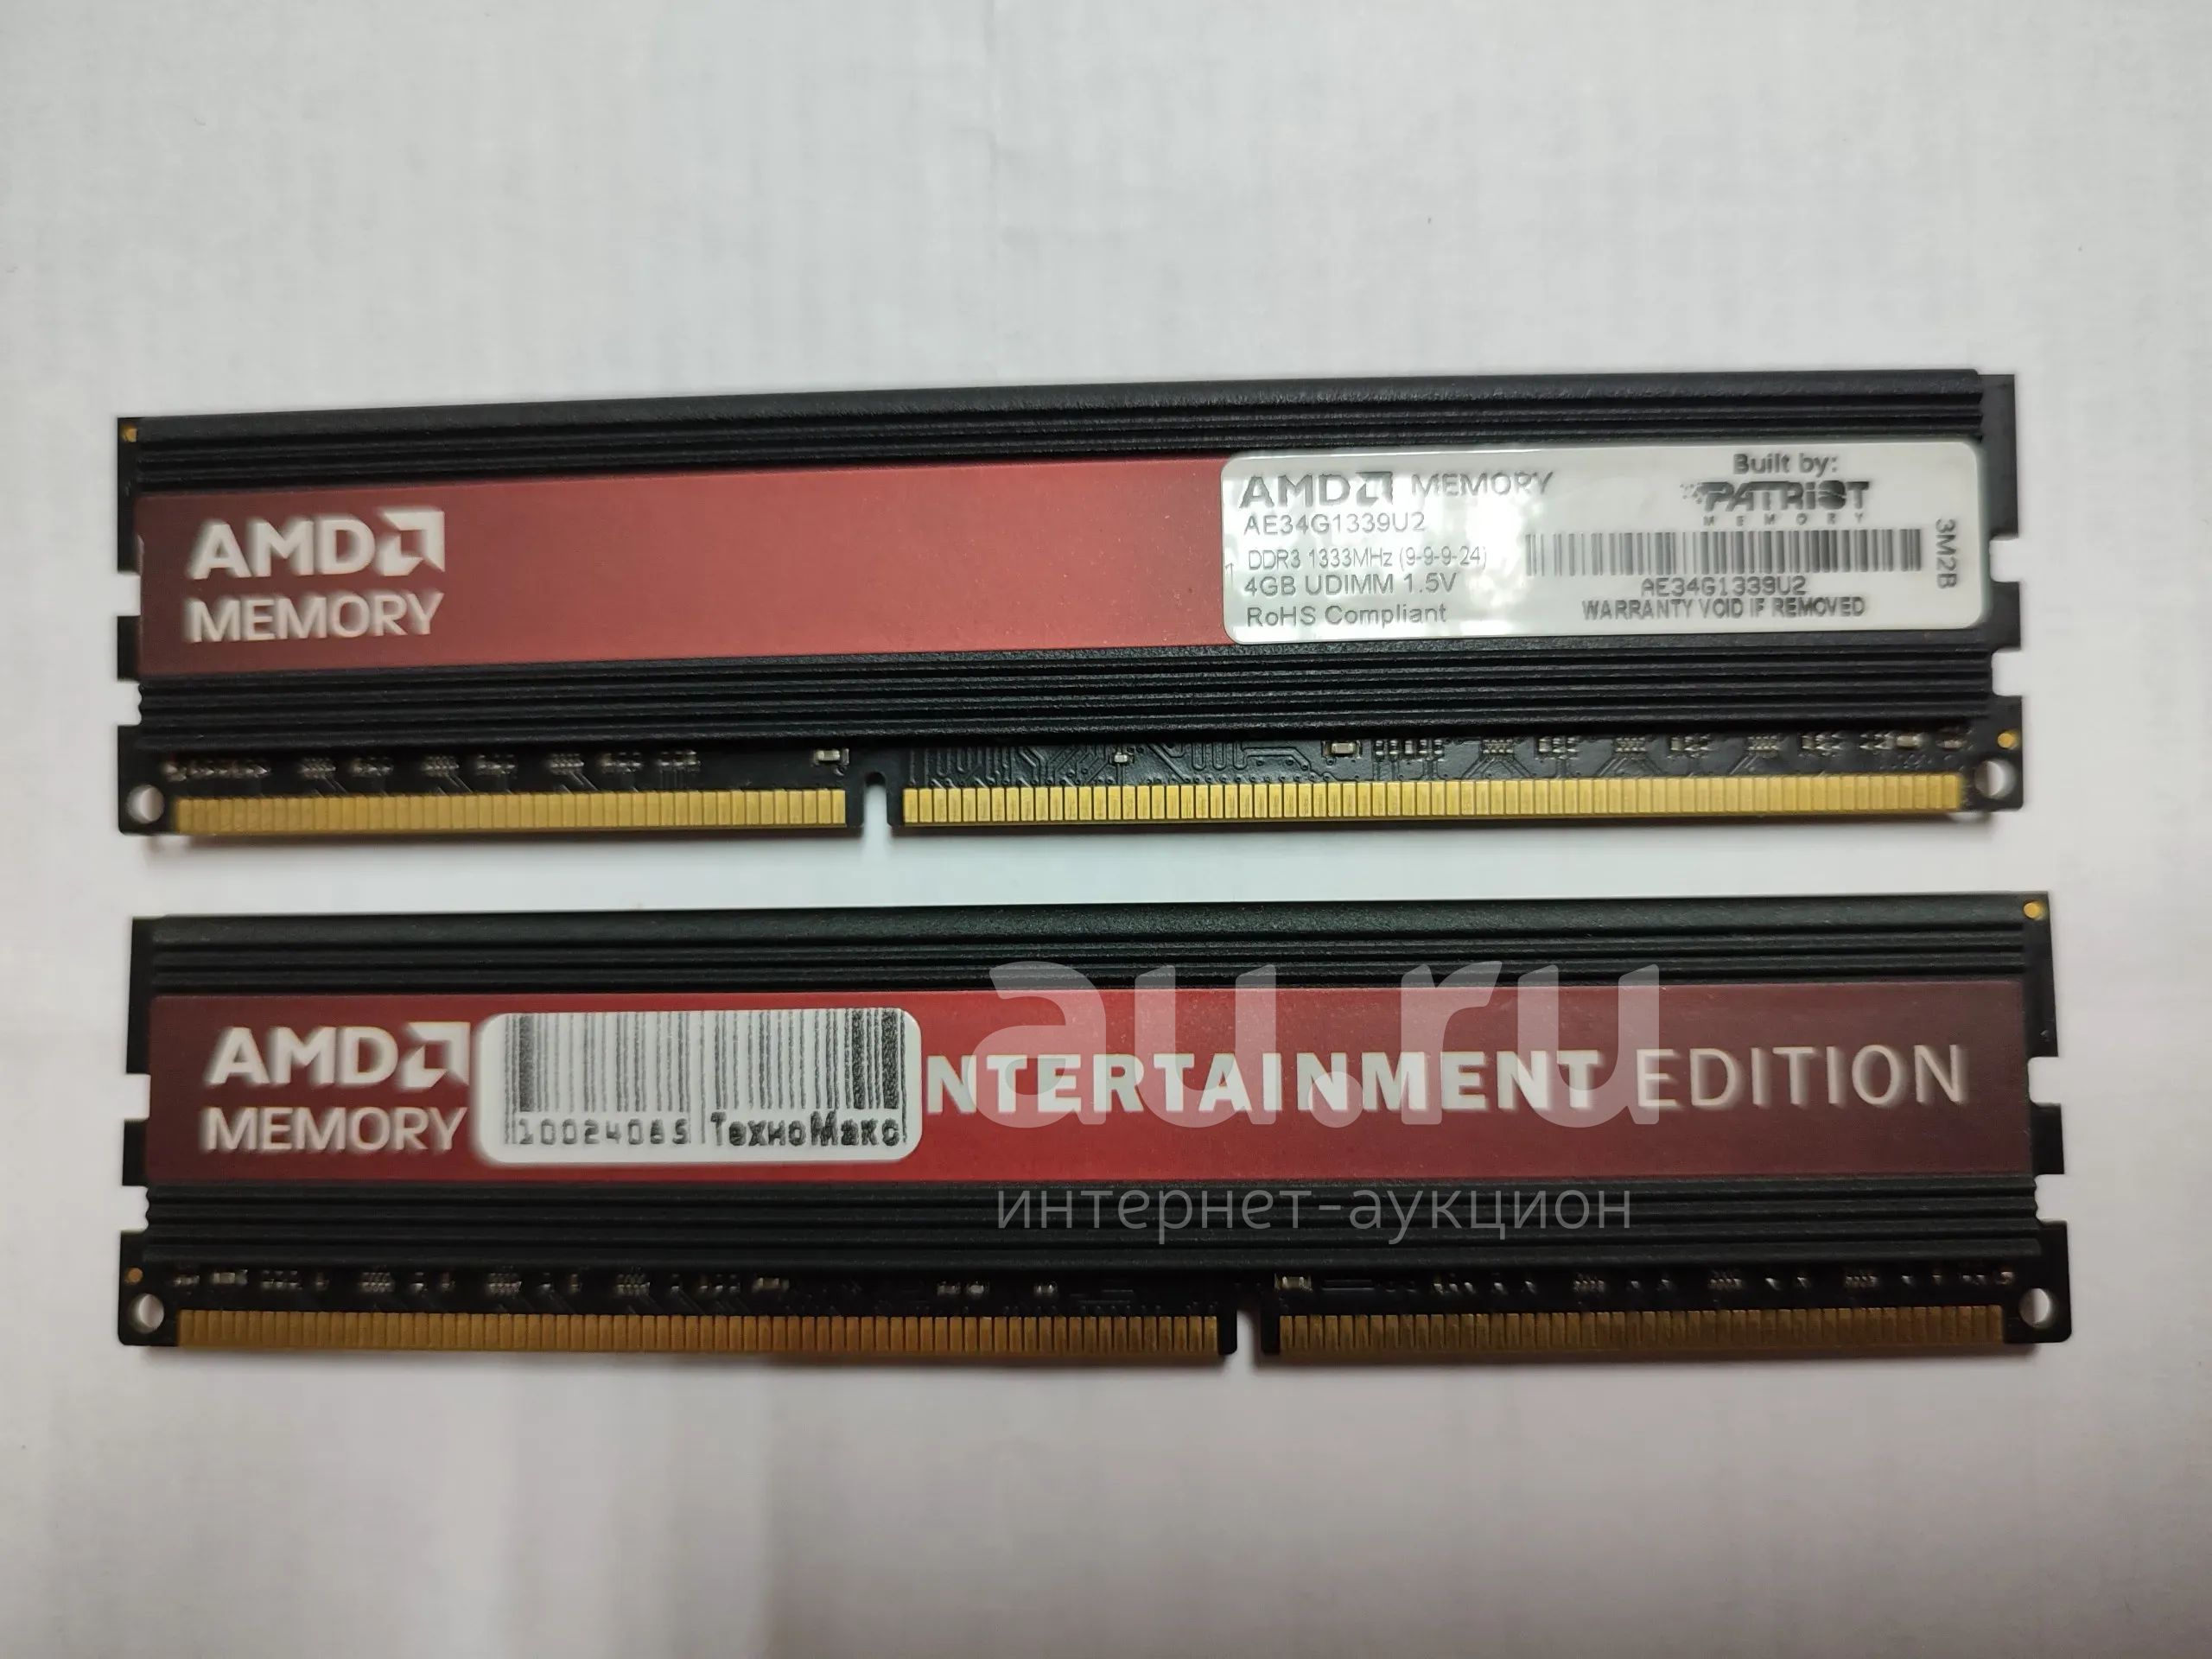 AMD
MEMORY
AMD MEMORY
AE34G1339U2
DDR3 1333MHz (9-9-9-24)
4GB UDIMM 1.5V
RoHS Compliant
Built by:
PATRIOT
MEMORY
AE34G1339U2
WARRANTY VOID IF REMOVED
3M2B
AMD
MEMORY
10024065 ТехноМакс
NTERTAINMENT EDITION
au.ru
интернет-аукцион